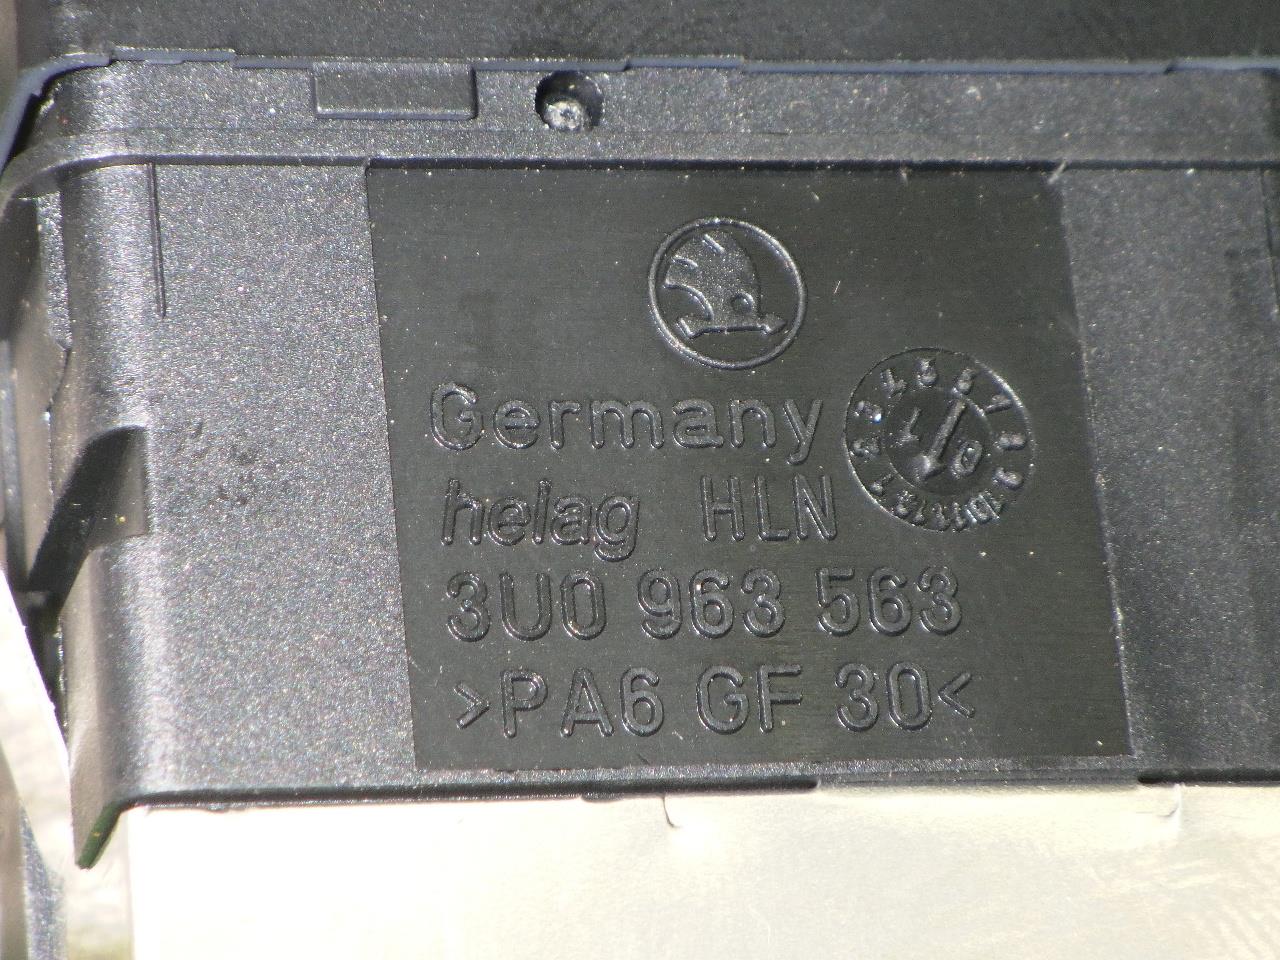 Germany
helag HLN
3U0 963 563
>PA6 GF 30<